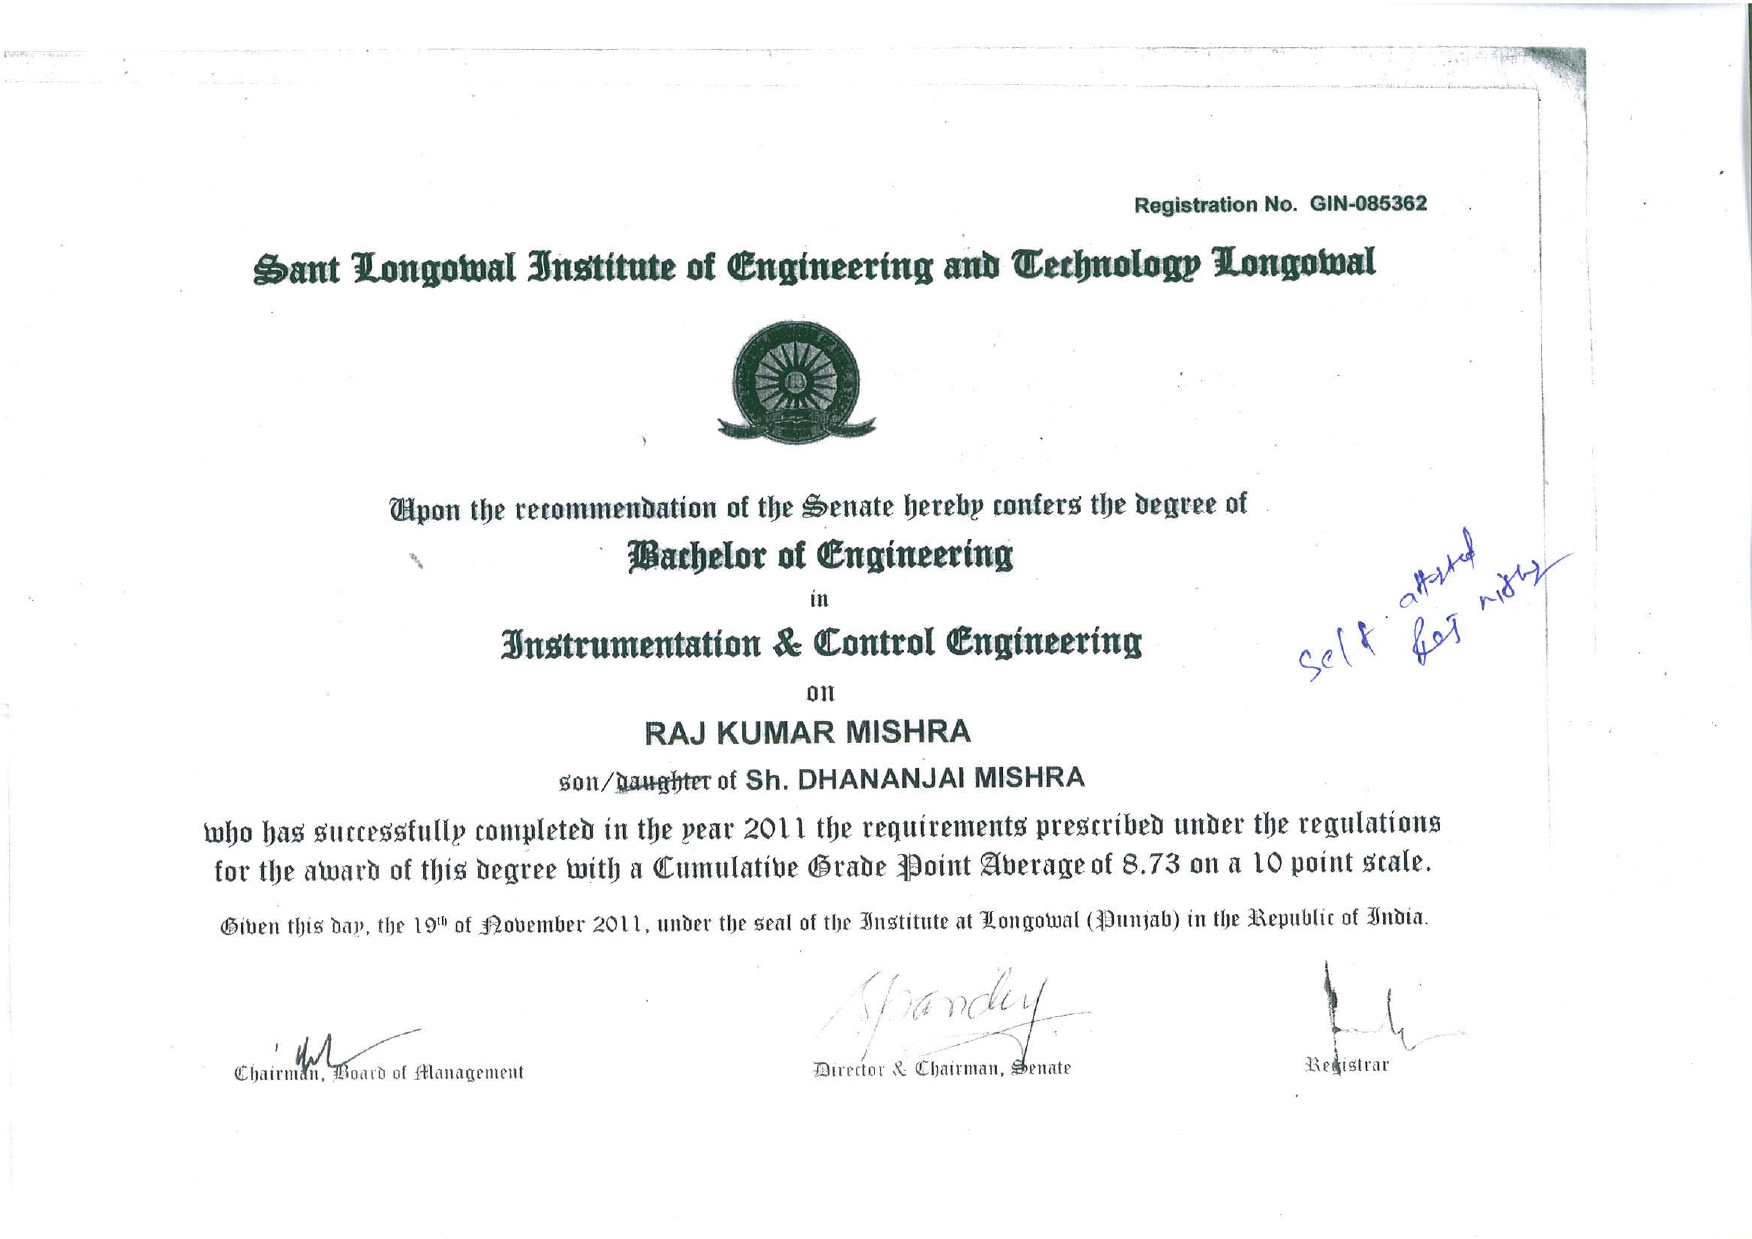 Registration No. GIN-085362
Sant Longowal Institute of Engineering and Technology Longowal
Upon the recommendation of the Senate hereby confers the degree of
Bachelor of Engineering
in
Instrumentation & Control Engineering
on
RAJ KUMAR MISHRA
son/daughter of Sh. DHANANJAI MISHRA
who has successfully completed in the year 2011 the requirements prescribed under the regulations
for the award of this degree with a Cumulative Grade Point Average of 8.73 on a 10 point scale.
Given this day, the 19th of November 2011, under the seal of the Institute at Longowal (Punjab) in the Republic of India.
Self attested
Chairman, Board of Management
Director & Chairman, Senate
Registrar